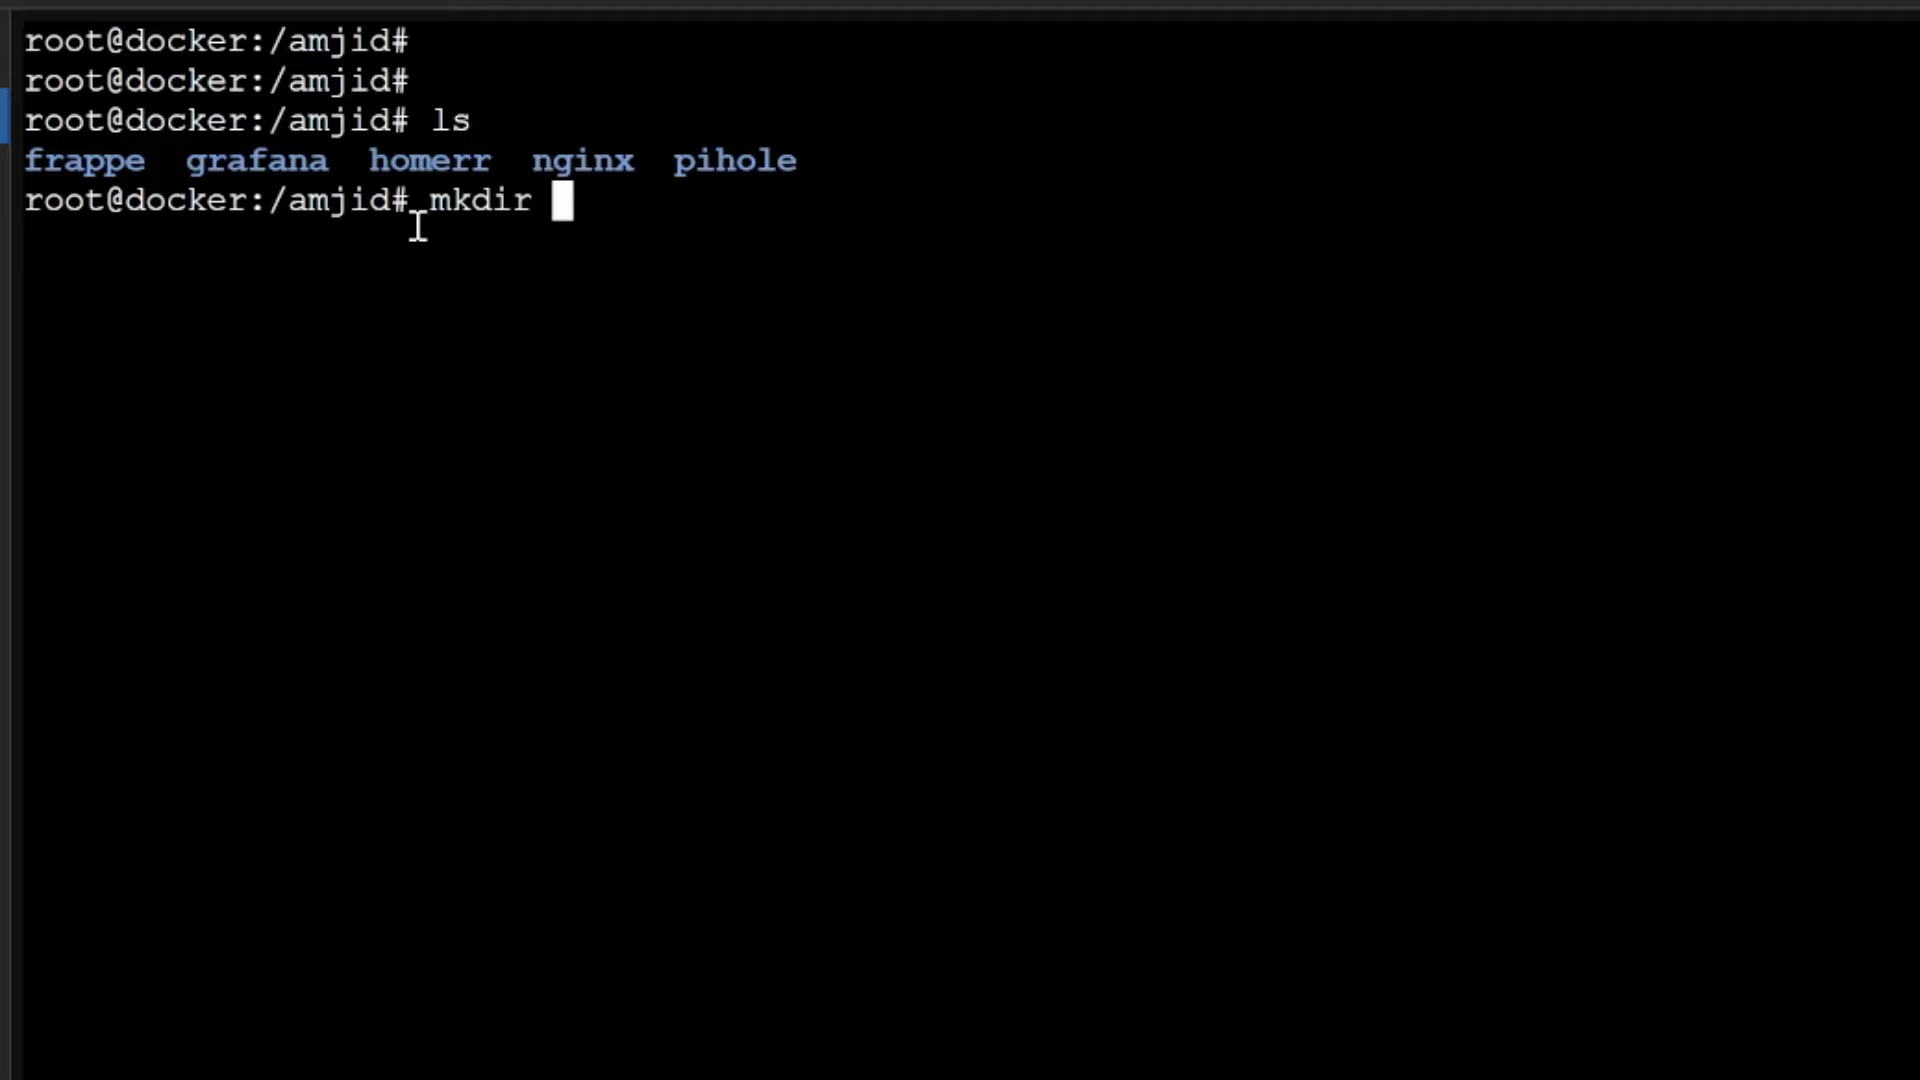 root@docker:/amjid#
root@docker:/amjid#
root@docker:/amjid# ls
frappe  grafana  homerr  nginx  pihole
root@docker:/amjid# mkdir